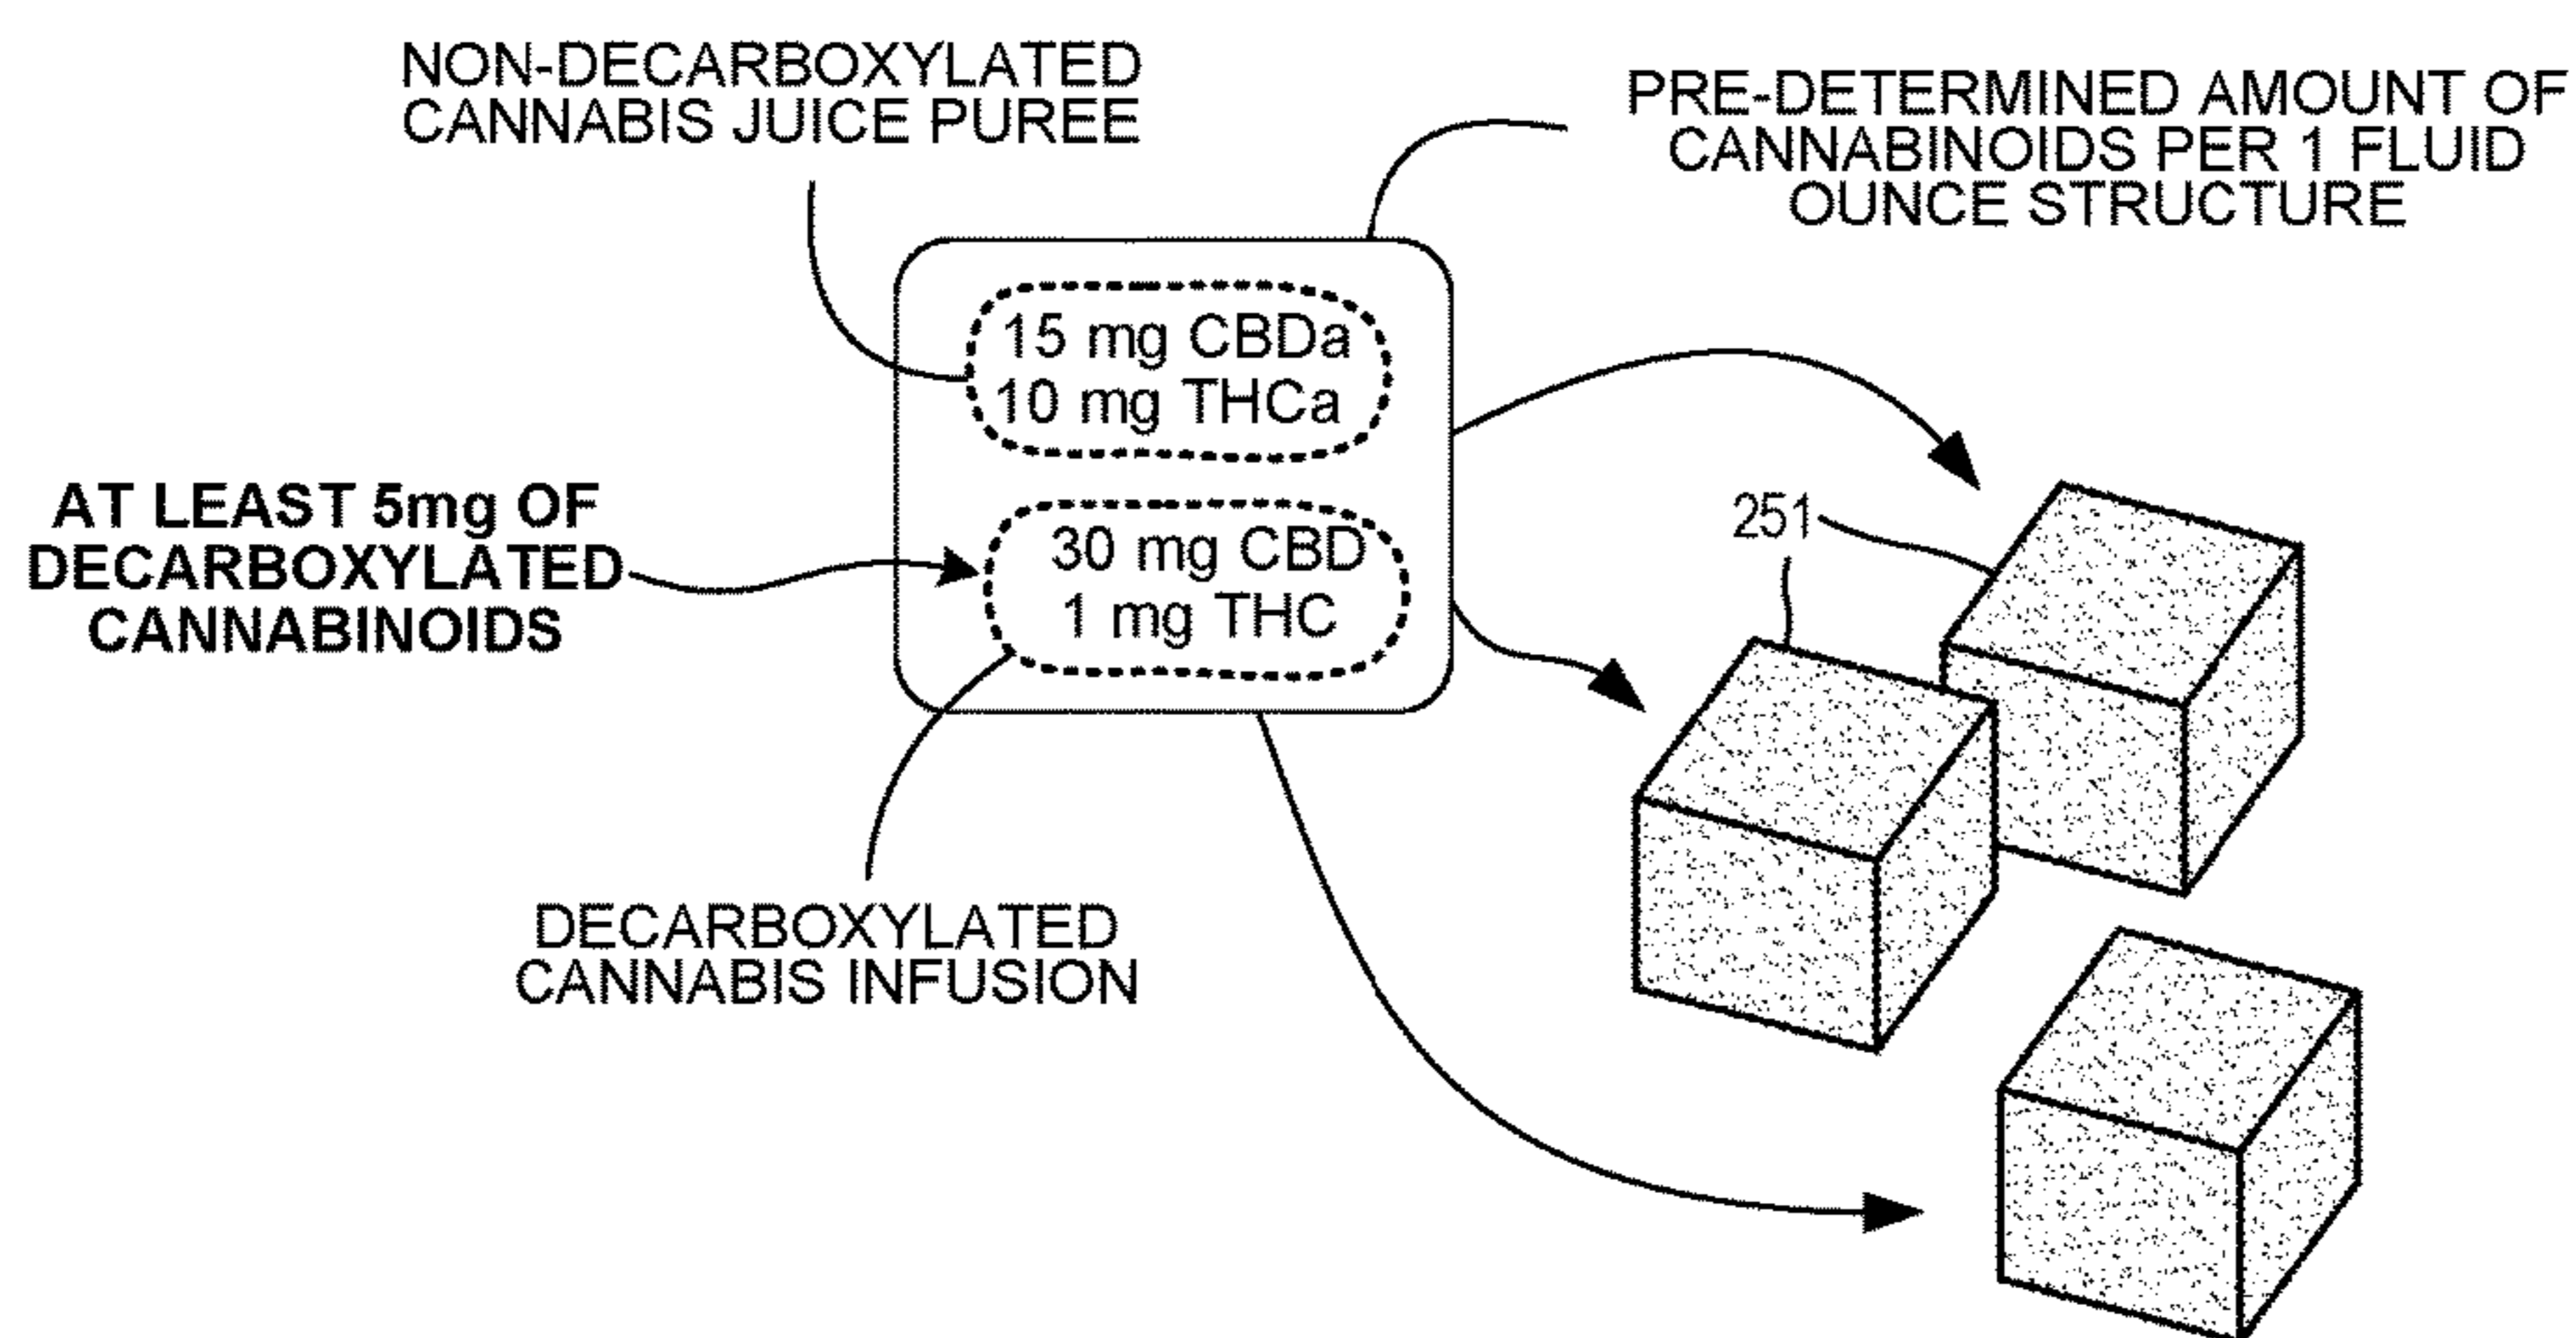 NON-DECARBOXYLATED
CANNABIS JUICE PUREE
PRE-DETERMINED AMOUNT OF
CANNABINOIDS PER 1 FLUID
OUNCE STRUCTURE
15 mg CBDa
10 mg THCa
AT LEAST 5mg OF
DECARBOXYLATED
CANNABINOIDS
30 mg CBD
1 mg THC
251
DECARBOXYLATED
CANNABIS INFUSION